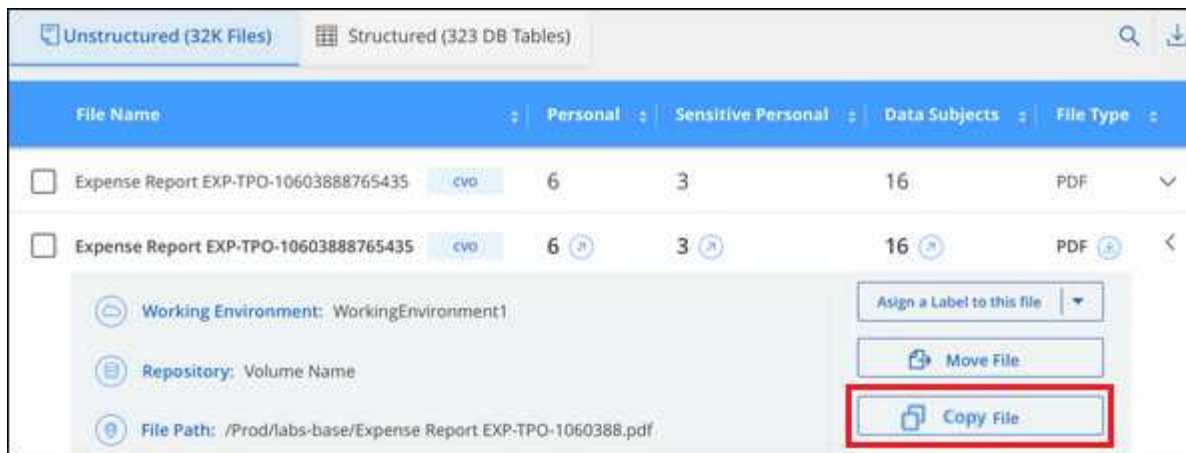 Unstructured (32K Files) Structured (323 DB Tables)
File Name Personal Sensitive Personal Data Subjects File Type
Expense Report EXP-TPO-10603888765435 CVO 6 3 16 PDF
Expense Report EXP-TPO-10603888765435 CVO 6 3 16 PDF
Working Environment: WorkingEnvironment1 Asign a Label to this file
Move File
Repository: Volume Name
Copy File
File Path: /Prod/labs-base/Expense Report EXP-TPO-1060388.pdf